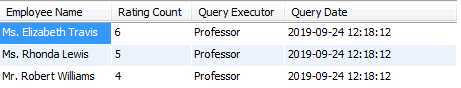 Employee Name Rating Count Query Executor Query Date
Ms. Elizabeth Travis 6 Professor 2019-09-24 12:18:12
Ms. Rhonda Lewis 5 Professor 2019-09-24 12:18:12
Mr. Robert Williams 4 Professor 2019-09-24 12:18:12